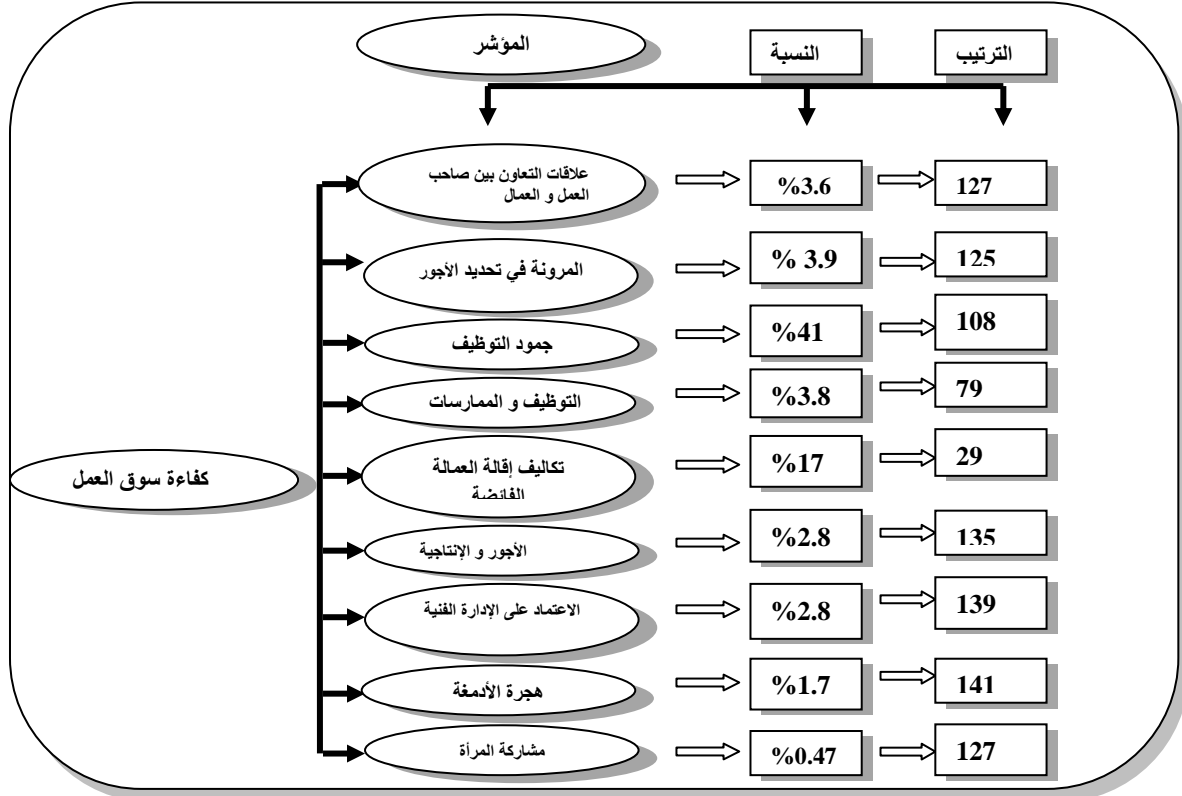 المؤشر
النسبة
الترتيب
علاقات التعاون بين صاحب
العمل و العمال
%3.6
127
المرونة في تحديد الأجور
% 3.9
125
جمود التوظيف
%41
108
التوظيف و الممارسات
%3.8
79
كفاءة سوق العمل
تكاليف إقالة العمالة
الفائضة
%17
29
الأجور و الإنتاجية
%2.8
135
الاعتماد على الإدارة الفنية
%2.8
139
هجرة الأدمغة
%1.7
141
مشاركة المرأة
%0.47
127